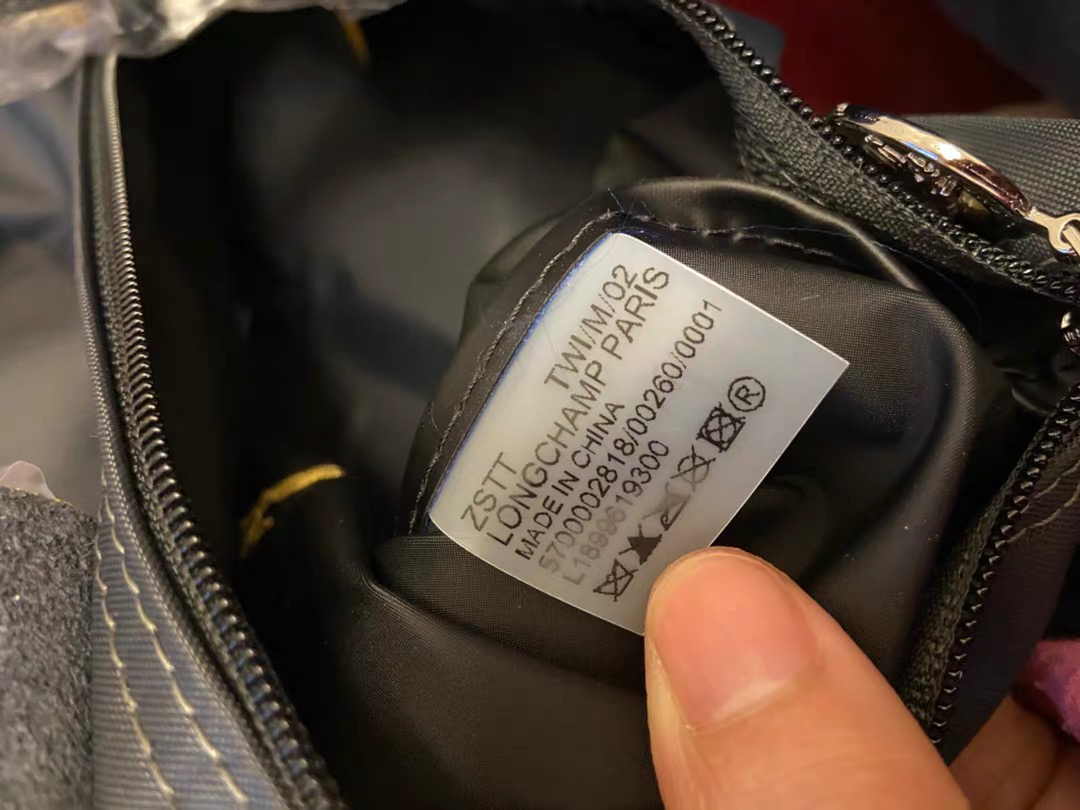 ZSTT TWI/M/02
LONGCHAMP PARIS
MADE IN CHINA
5700002818/00260/0001
L1899619300
®